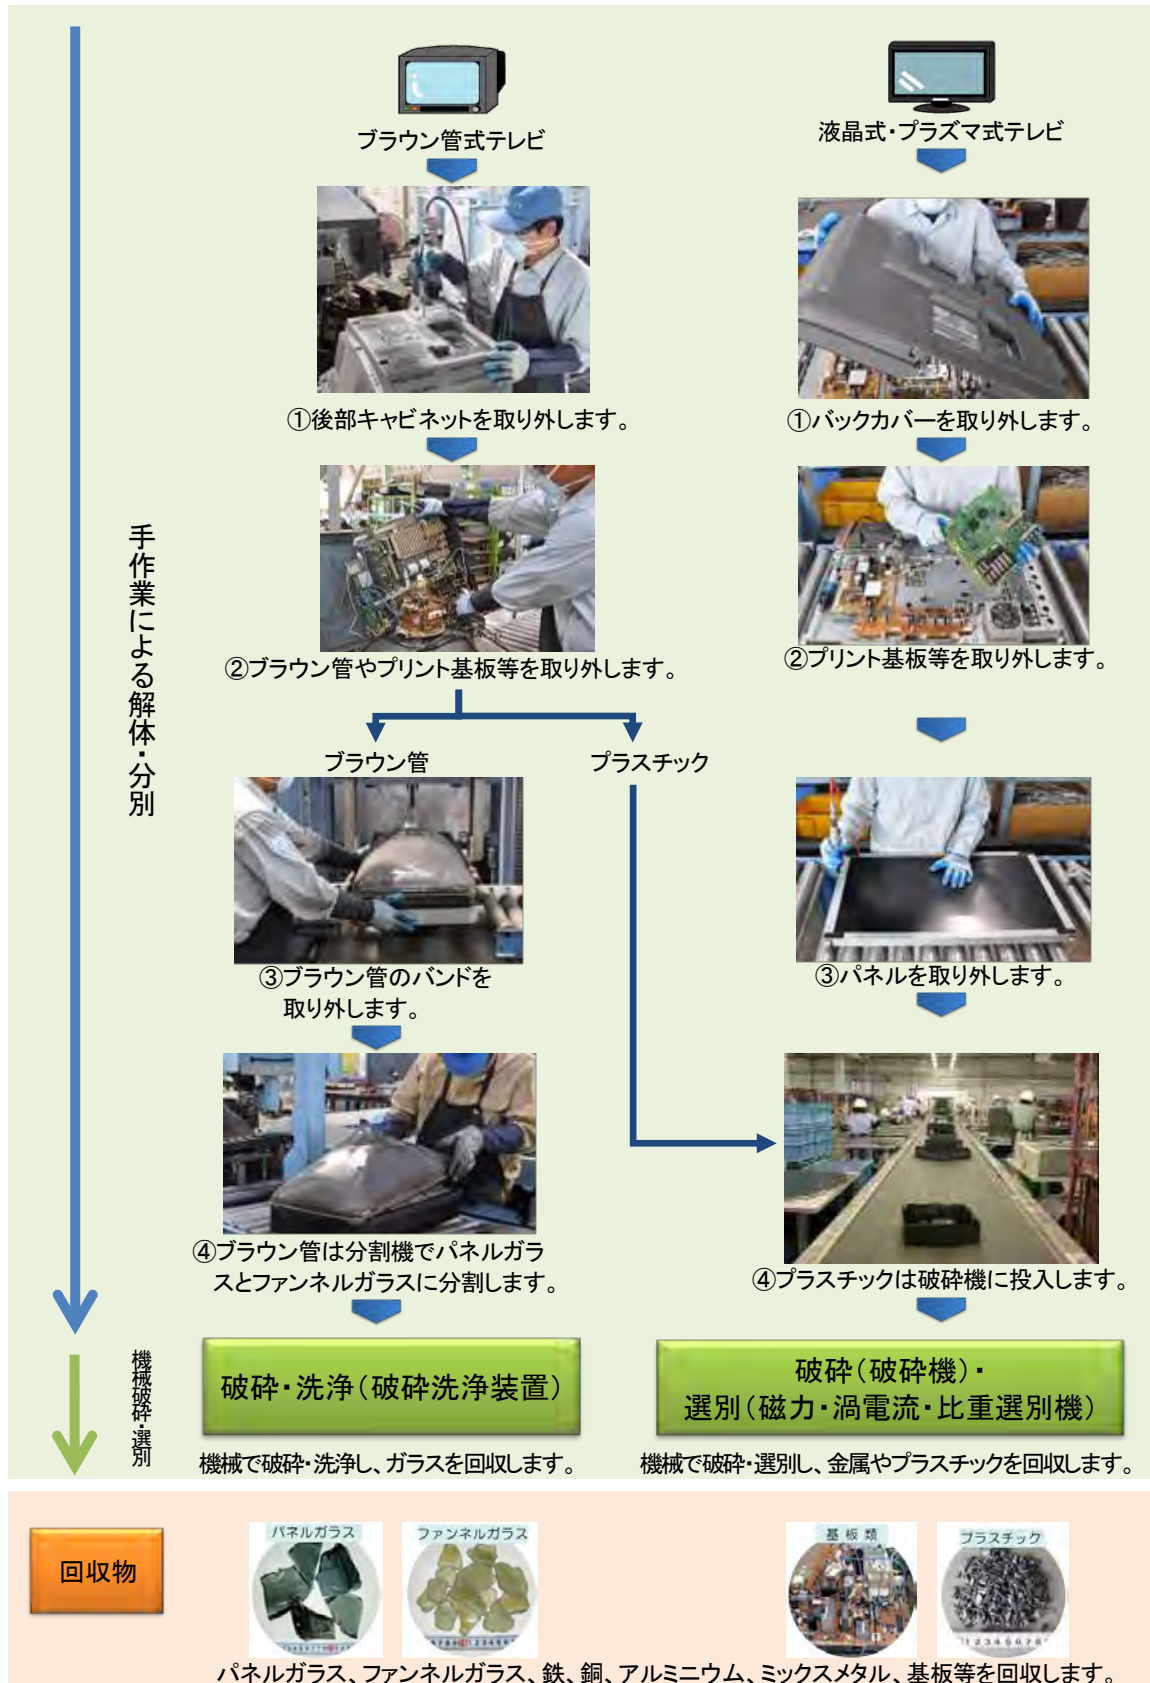 ブラウン管式テレビ
液晶式・プラズマ式テレビ
①後部キャビネットを取り外します。
①バックカバーを取り外します。
手作業による解体・分別
②ブラウン管やプリント基板等を取り外します。
②プリント基板等を取り外します。
ブラウン管
プラスチック
③ブラウン管のバンドを
取り外します。
③パネルを取り外します。
④ブラウン管は分割機でパネルガラ
スとファンネルガラスに分割します。
④プラスチックは破砕機に投入します。
機械破砕・選別
破砕・洗浄(破砕洗浄装置)
破砕(破砕機)・
選別(磁力・渦電流・比重選別機)
機械で破砕・洗浄し、ガラスを回収します。
機械で破砕・選別し、金属やプラスチックを回収します。
回収物
パネルガラス
ファンネルガラス
基板類
プラスチック
パネルガラス、ファンネルガラス、鉄、銅、アルミニウム、ミックスメタル、基板等を回収します。